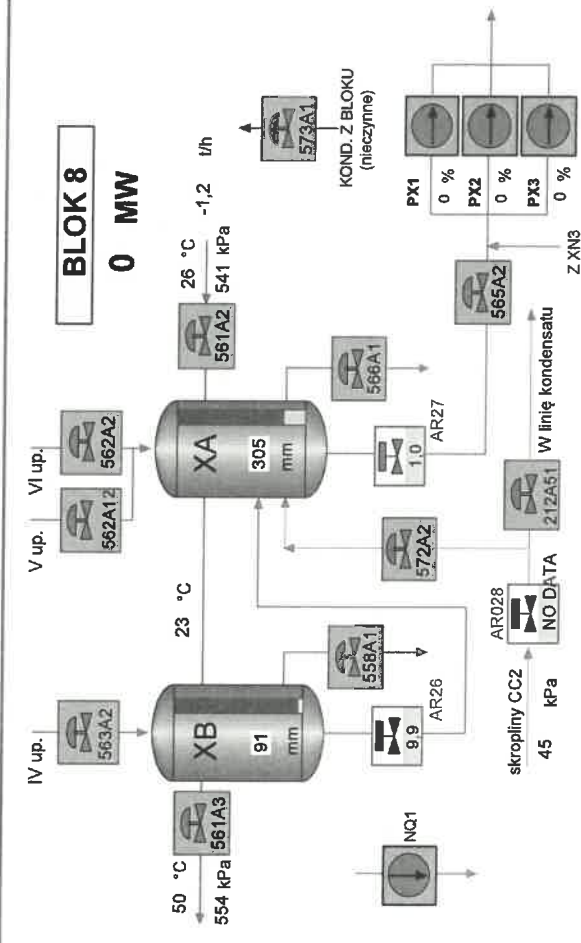 BLOK 8
0 MW
VI up.
V up.
IV up.
562A2
562A12
563A2
26 °C
-1,2 t/h
541 kPa
561A2
573A1
KOND. Z BLOKU
(nieczynne)
XA
305
mm
566A1
23 °C
XB
91
mm
558A1
50 °C
554 kPa
561A3
1,0
AR27
9,9
AR26
565A2
PX1
0 %
PX2
0 %
PX3
0 %
Z XN3
572A2
212A51
W linię kondensatu
AR028
NO DATA
skropliny CC2
45 kPa
NQ1